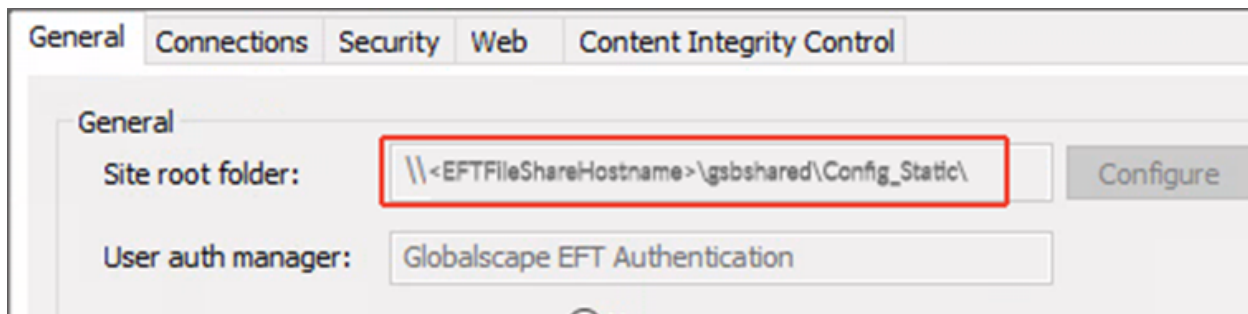 General Connections Security Web Content Integrity Control
General
Site root folder: \\<EFTFileShareHostname>\gsbshared\Config_Static\ Configure
User auth manager: Globalscape EFT Authentication